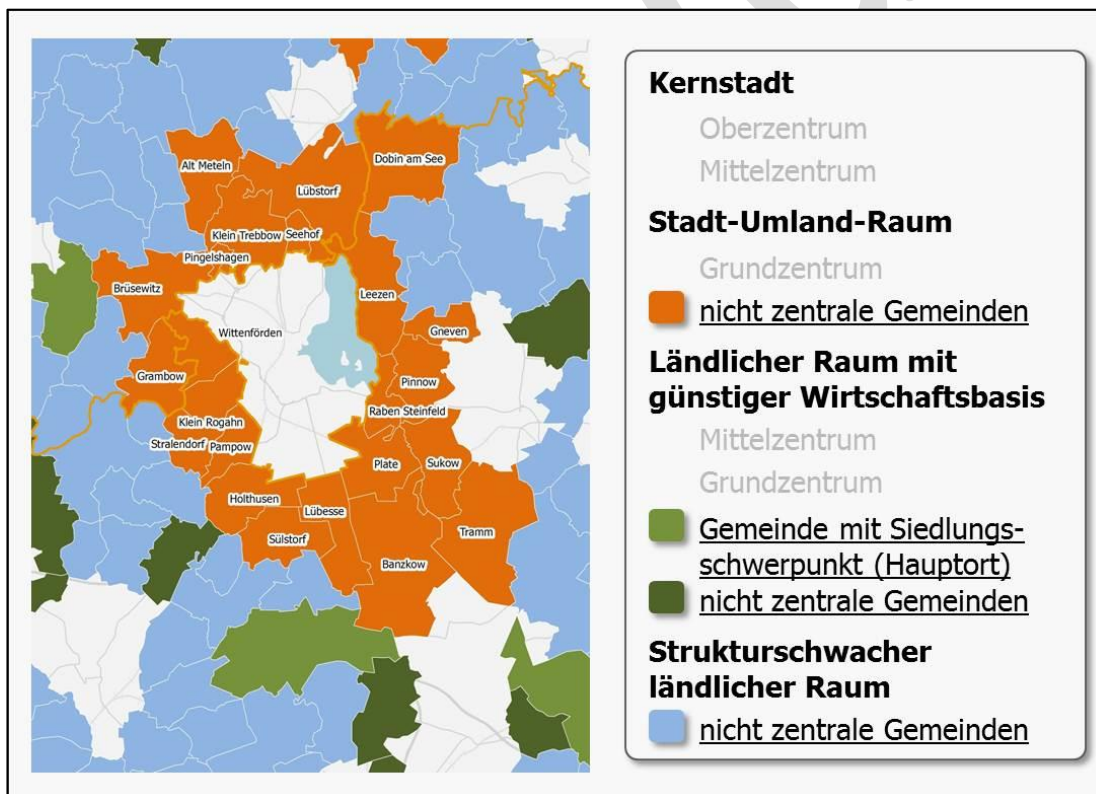 Alt Meteln
Dobin am See
Lübstorf
Klein Trebbow
Seehof
Pingelshagen
Brüsewitz
Leezen
Gneven
Wittenförden
Grambow
Pinnow
Raben Steinfeld
Klein Rogahn
Stralendorf
Pampow
Plate
Sukow
Holthusen
Lübesse
Sülstorf
Tramm
Banzkow
Kernstadt
Oberzentrum
Mittelzentrum
Stadt-Umland-Raum
Grundzentrum
nicht zentrale Gemeinden
Ländlicher Raum mit
günstiger Wirtschaftsbasis
Mittelzentrum
Grundzentrum
Gemeinde mit Siedlungs-
schwerpunkt (Hauptort)
nicht zentrale Gemeinden
Strukturschwacher
ländlicher Raum
nicht zentrale Gemeinden